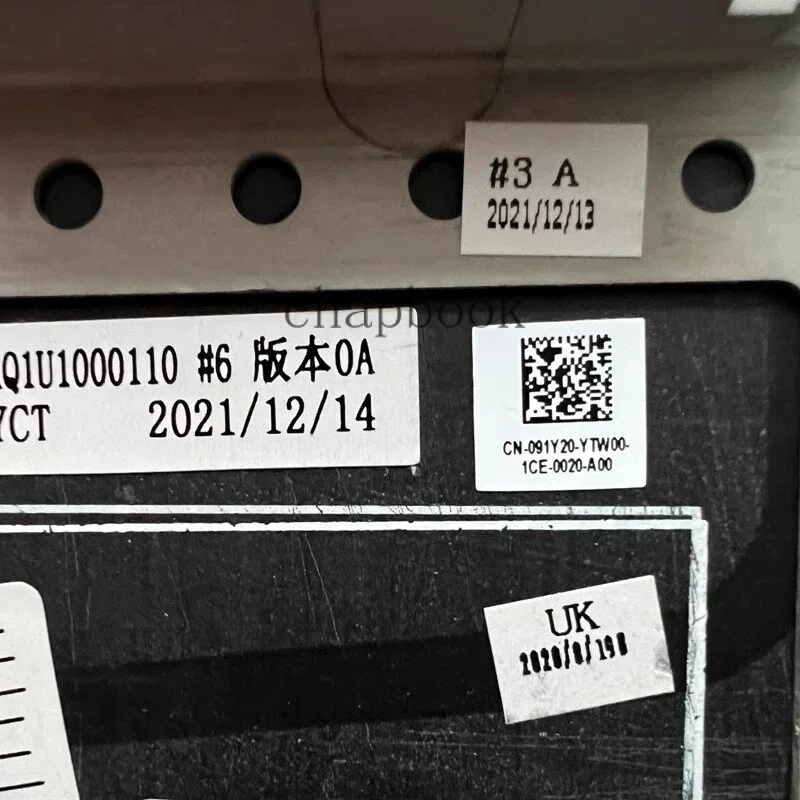 #3 A
2021/12/13
chapbook
Q1U1000110 #6 版本0A
YCT 2021/12/14
CN-091Y20-YTW00-
1CE-0020-A00
UK